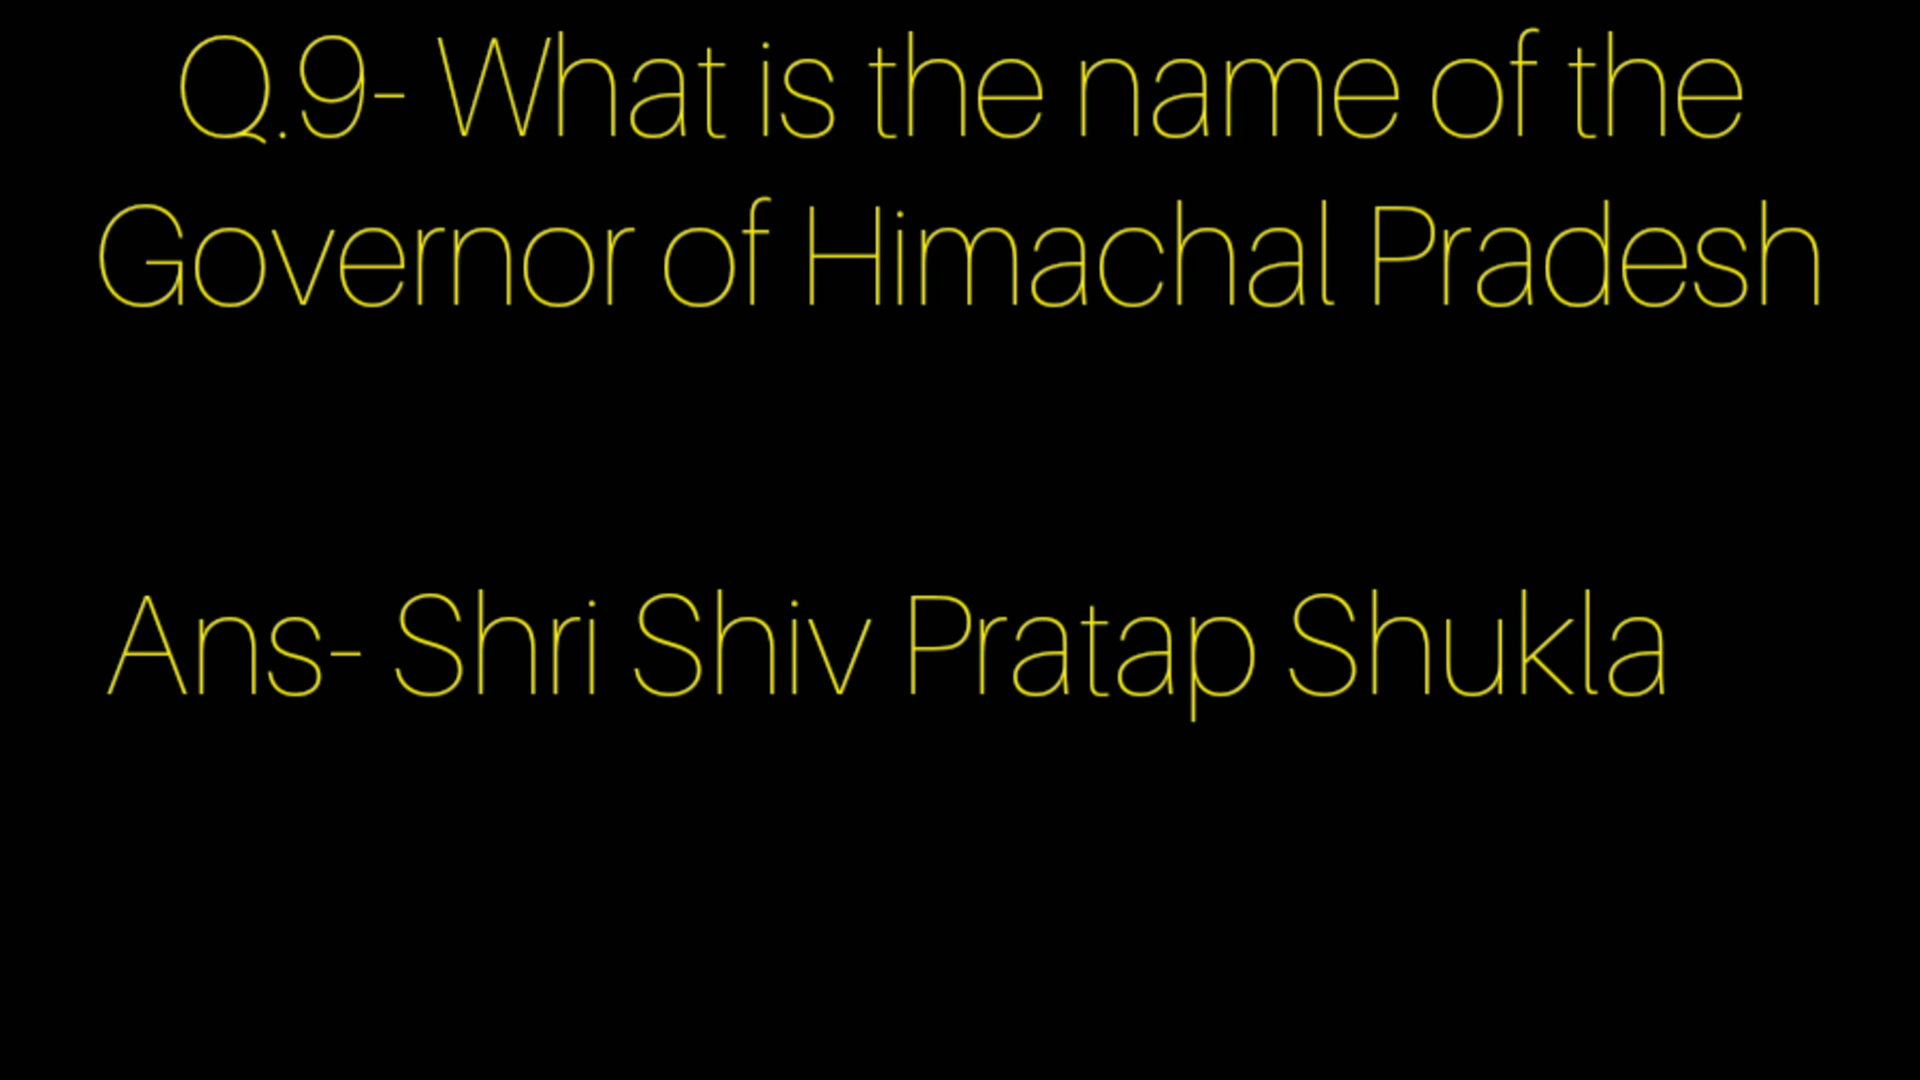 Q.9- What is the name of the
Governor of Himachal Pradesh
Ans- Shri Shiv Pratap Shukla